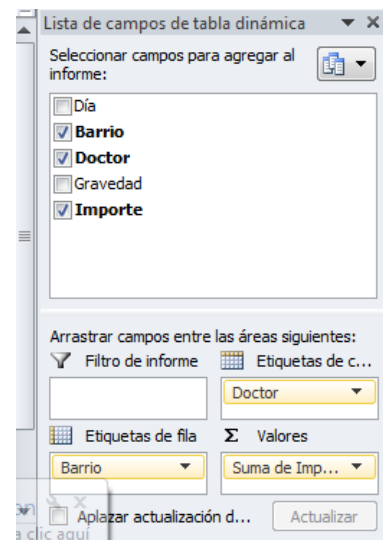 Lista de campos de tabla dinámica
Seleccionar campos para agregar al
informe:
Día
Barrio
Doctor
Gravedad
Importe
Arrastrar campos entre las áreas siguientes:
Filtro de informe
Etiquetas de c...
Doctor
Etiquetas de fila
Σ Valores
Barrio
Suma de Imp...
Aplazar actualización d...
Actualizar
a clic aquí